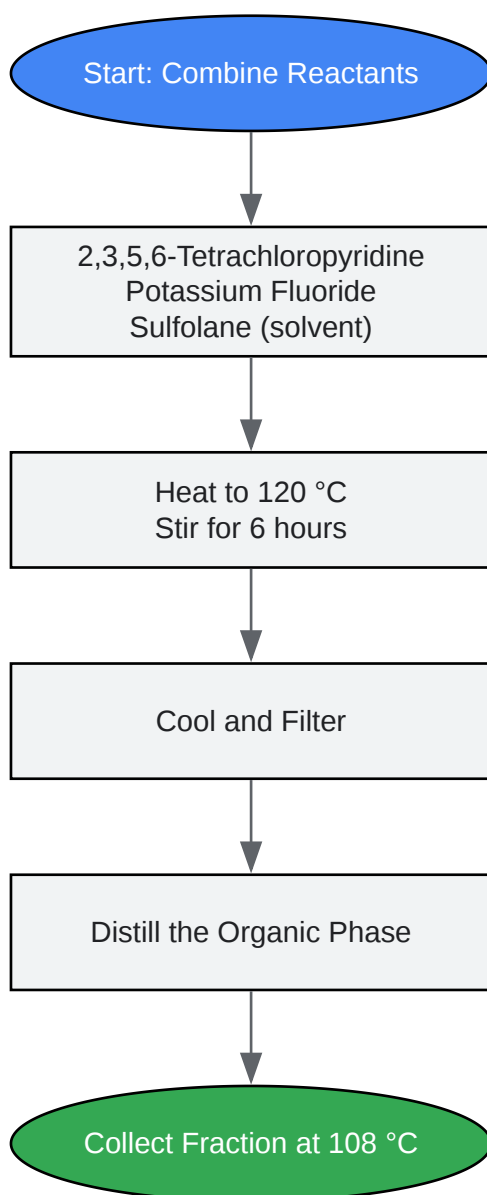 Start: Combine Reactants
2,3,5,6-Tetrachloropyridine
Potassium Fluoride
Sulfolane (solvent)
Heat to 120 °C
Stir for 6 hours
Cool and Filter
Distill the Organic Phase
Collect Fraction at 108 °C